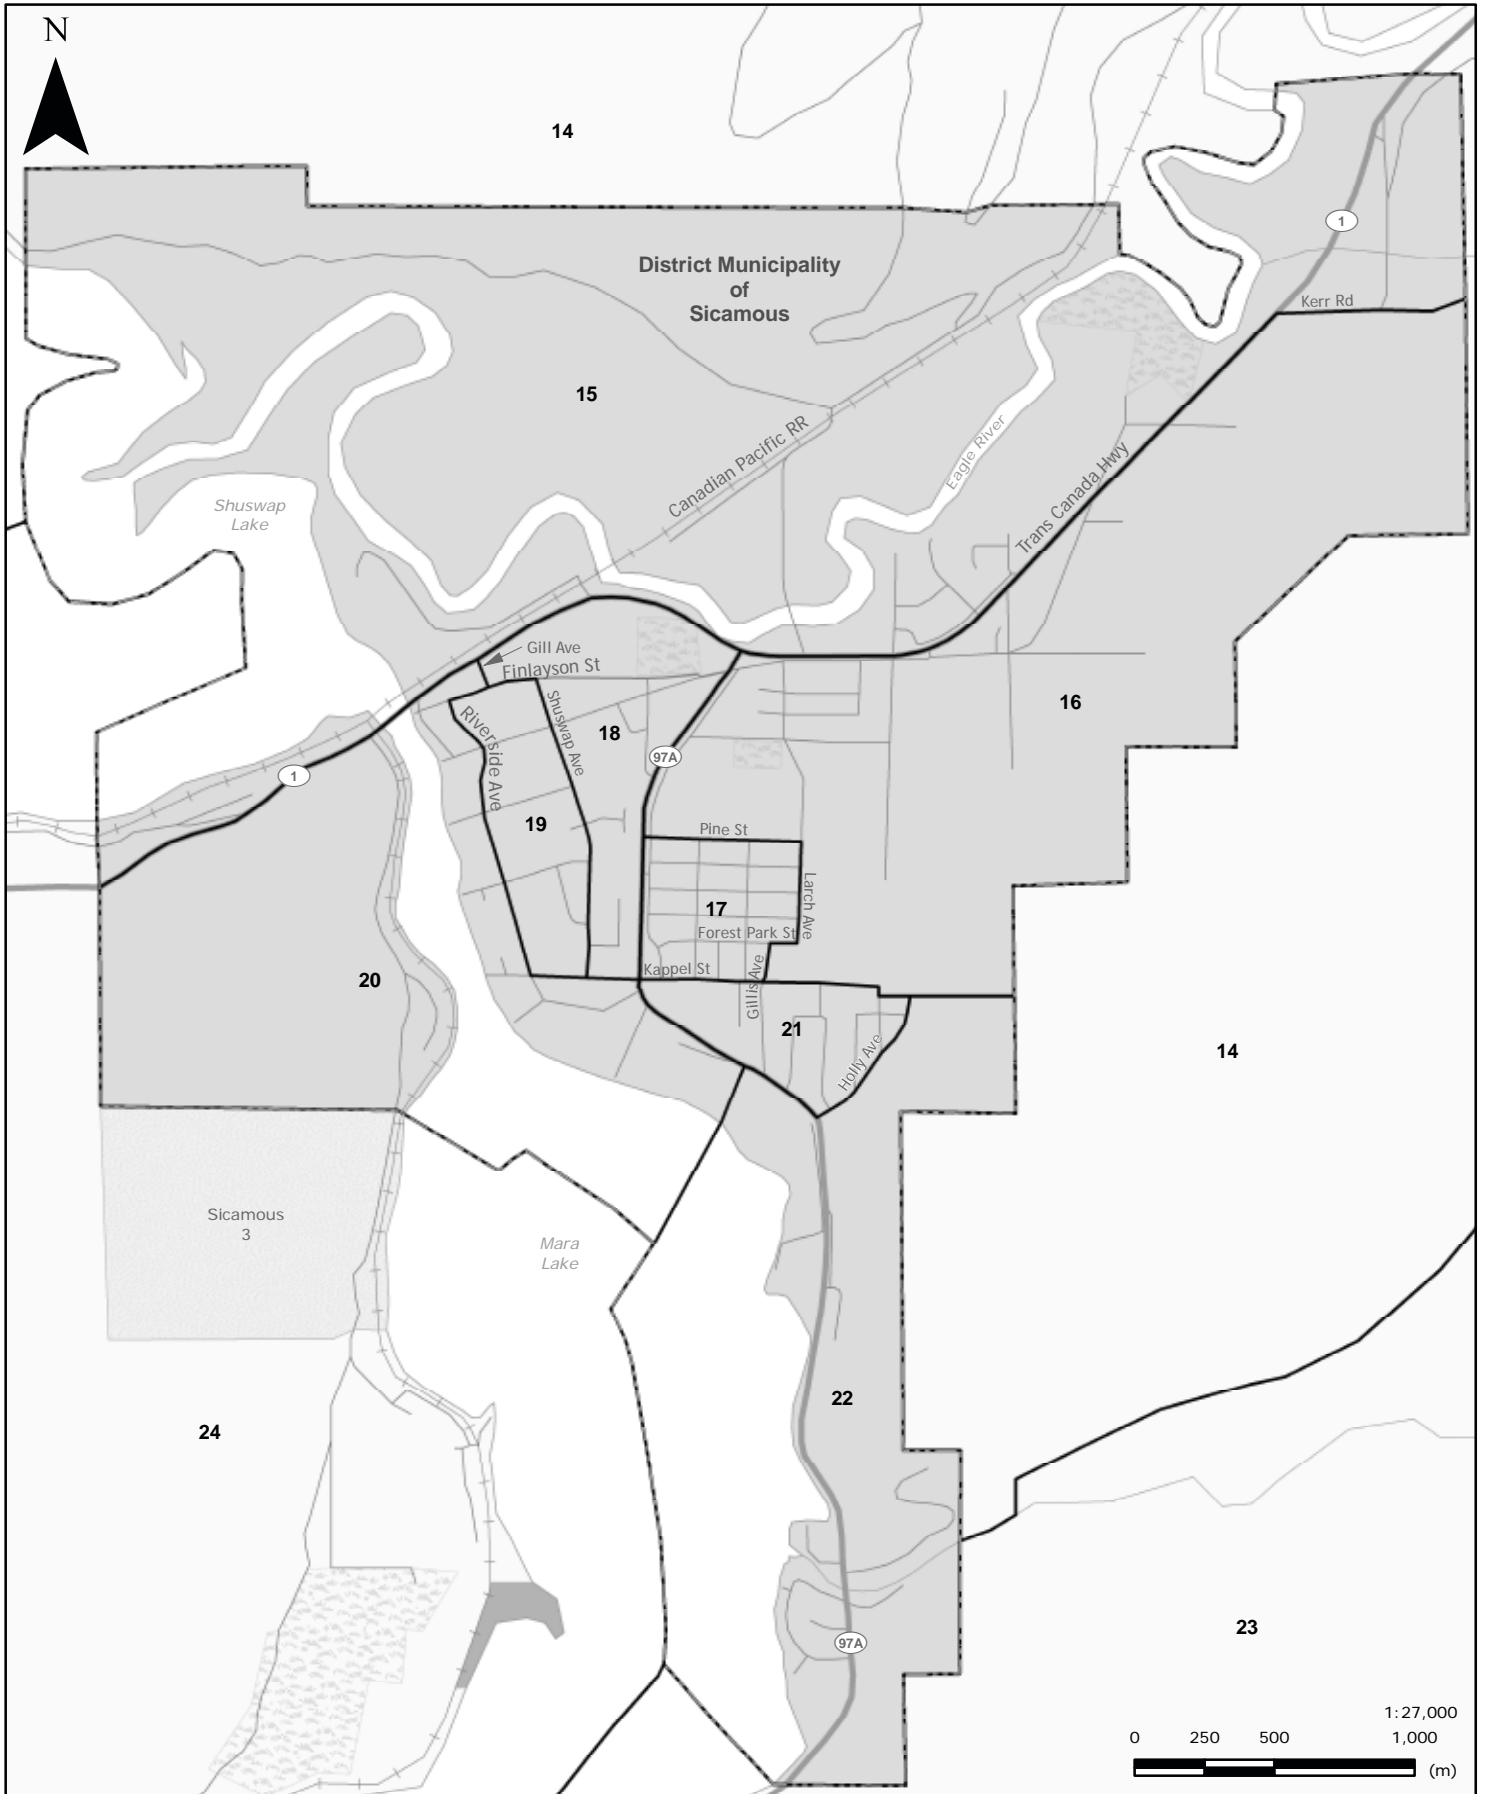 N
14
1
District Municipality
of
Sicamous
Kerr Rd
15
Canadian Pacific RR
Eagle River
Trans Canada Hwy
Shuswap
Lake
Gill Ave
Finlayson St
Shuswap Ave
Riverside Ave
18
16
97A
1
19
Pine St
Larch Ave
17
Forest Park St
Kappel St
Gillis Ave
20
21
Holly Ave
14
Sicamous
3
Mara
Lake
22
24
23
97A
1:27,000
0 250 500 1,000
(m)